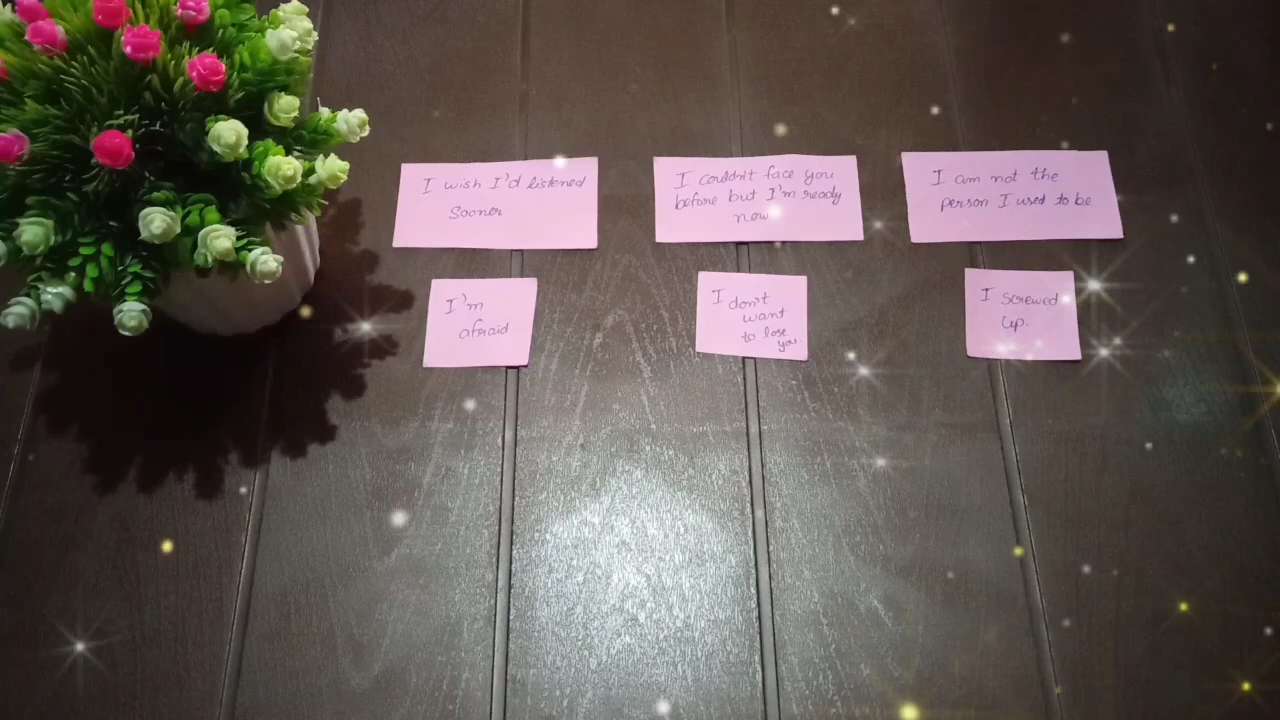 I wish I'd listened
Sooner
I couldn't face you
before but I'm ready
now
I am not the
person I used to be
I'm
afraid
I don't
want
to lose
you.
I screwed
up.